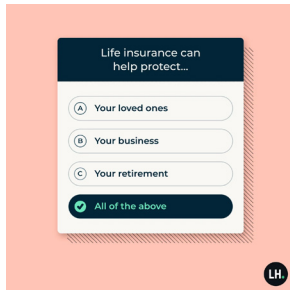 Life insurance can
help protect...
A Your loved ones
B Your business
C Your retirement
All of the above
LH.